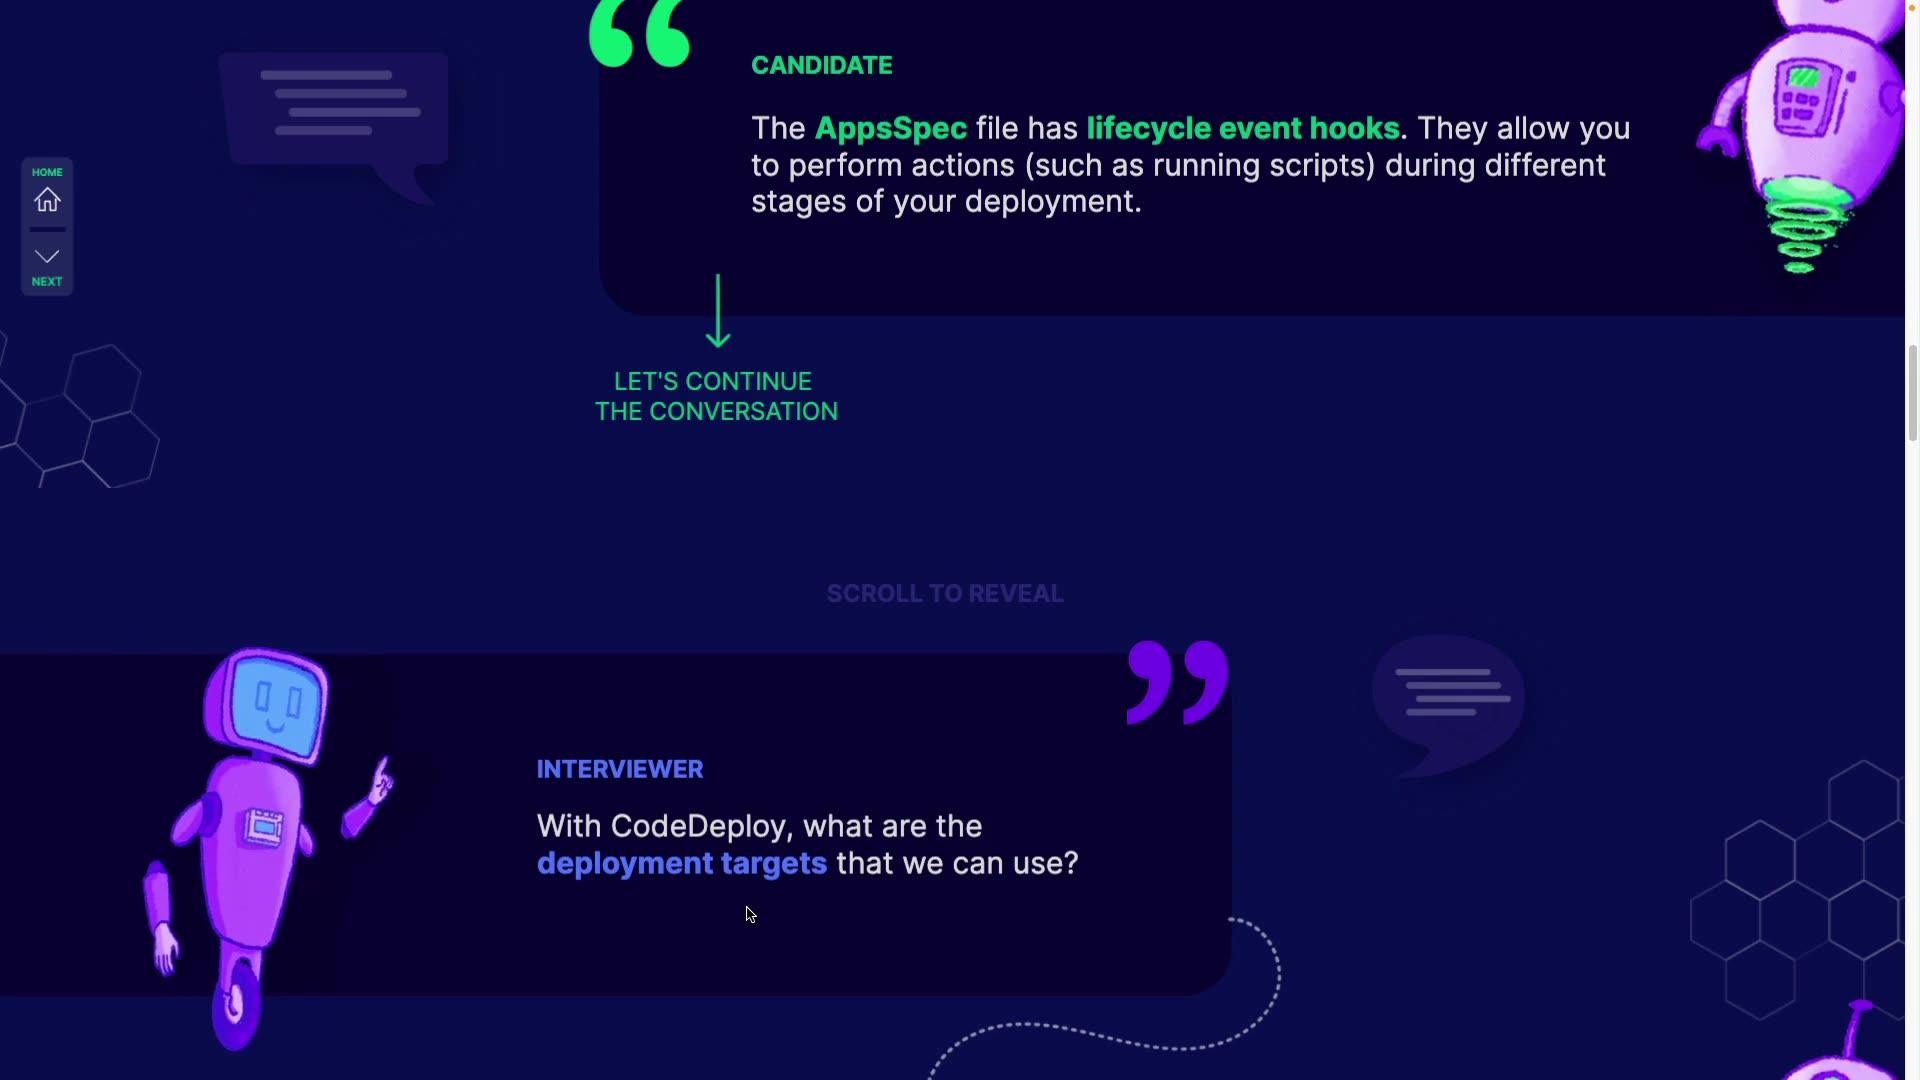 CANDIDATE
The AppsSpec file has lifecycle event hooks. They allow you
to perform actions (such as running scripts) during different
stages of your deployment.
HOME
NEXT
LET'S CONTINUE
THE CONVERSATION
SCROLL TO REVEAL
INTERVIEWER
With CodeDeploy, what are the
deployment targets that we can use?